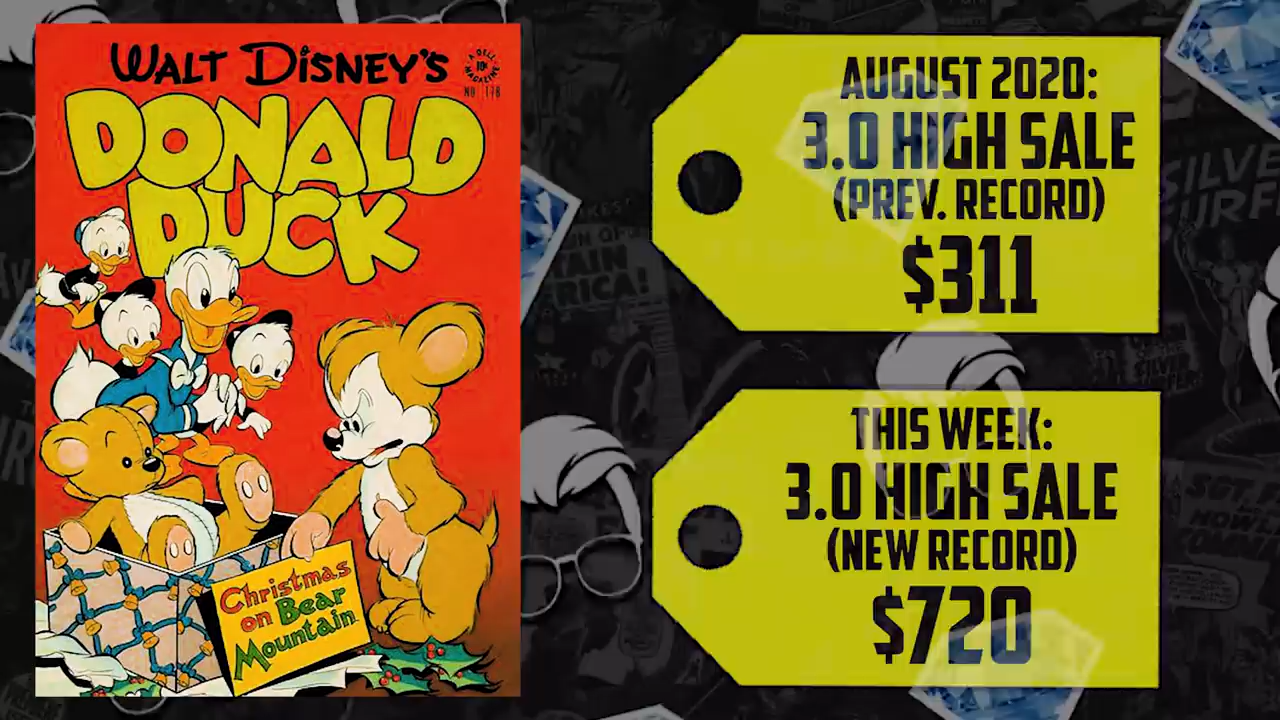 WALT DISNEY'S
A DELL
10¢
MAGAZINE
NO 178
DONALD
DUCK
Christmas
on Bear
Mountain
AUGUST 2020:
3.0 HIGH SALE
(PREV. RECORD)
$311
THIS WEEK:
3.0 HIGH SALE
(NEW RECORD)
$720